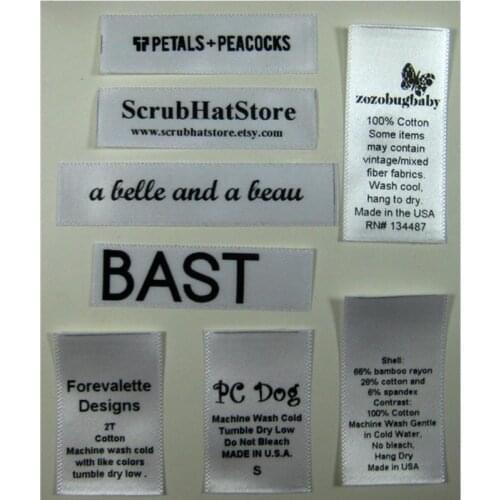 PETALS+PEACOCKS
ScrubHatStore
www.scrubhatstore.etsy.com
a belle and a beau
BAST
zozobugbaby
100% Cotton
Some items
may contain
vintage/mixed
fiber fabrics.
Wash cool,
hang to dry.
Made in the USA
RN# 134487
Forevalette
Designs
2T
Cotton
Machine wash cold
with like colors
tumble dry low .
PC Dog
Machine Wash Cold
Tumble Dry Low
Do Not Bleach
MADE IN U.S.A.
S
Shell:
66% bamboo rayon
28% cotton and
6% spandex
Contrast:
100% Cotton
Machine Wash Gentle
in Cold Water,
No bleach,
Hang Dry
Made in USA